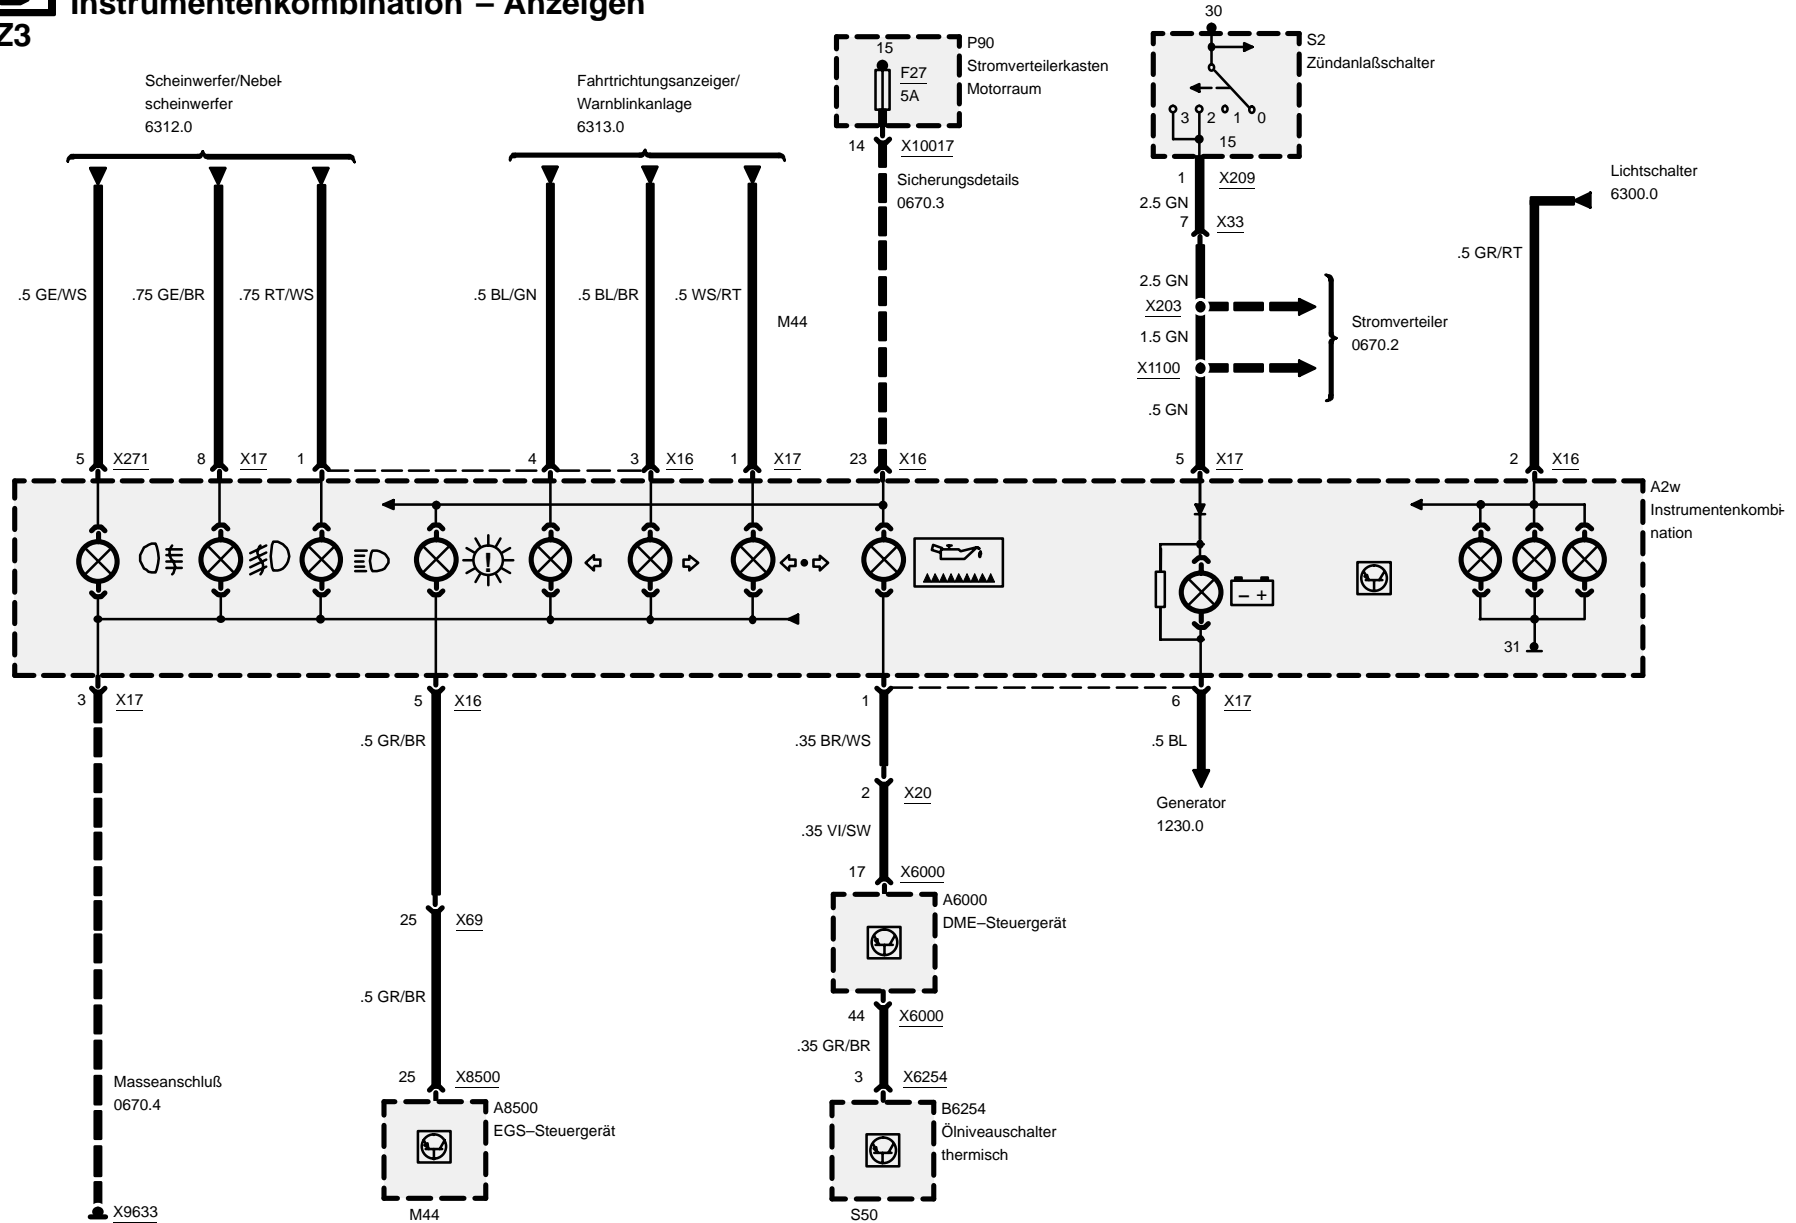 Instrumentenkombination – Anzeigen
Z3
Scheinwerfer/Nebel-
scheinwerfer
6312.0
Fahrtrichtungsanzeiger/
Warnblinkanlage
6313.0
15
F27
5A
P90
Stromverteilerkasten
Motorraum
14 X10017
Sicherungsdetails
0670.3
30
S2
Zündanlaßschalter
3 2 1 0
15
1 X209
2.5 GN
7 X33
2.5 GN
X203
1.5 GN
X1100
.5 GN
Stromverteiler
0670.2
Lichtschalter
6300.0
.5 GR/RT
.5 GE/WS
.75 GE/BR
.75 RT/WS
.5 BL/GN
.5 BL/BR
.5 WS/RT
M44
5 X271
8 X17
1
4
3 X16
1 X17
23 X16
5 X17
2 X16
A2w
Instrumentenkombi-
nation
!
– +
31
3 X17
5 X16
1
6 X17
.5 GR/BR
.35 BR/WS
.5 BL
2 X20
Generator
1230.0
.35 VI/SW
17 X6000
A6000
DME–Steuergerät
25 X69
.5 GR/BR
44 X6000
.35 GR/BR
25 X8500
3 X6254
Masseanschluß
0670.4
A8500
EGS–Steuergerät
B6254
Ölniveauschalter
thermisch
X9633
M44
S50